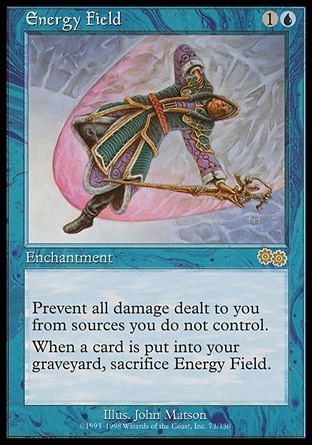 Energy Field 1
Enchantment
Prevent all damage dealt to you
from sources you do not control.
When a card is put into your
graveyard, sacrifice Energy Field.
Illus. John Matson
©1993-1998 Wizards of the Coast, Inc. 73/350